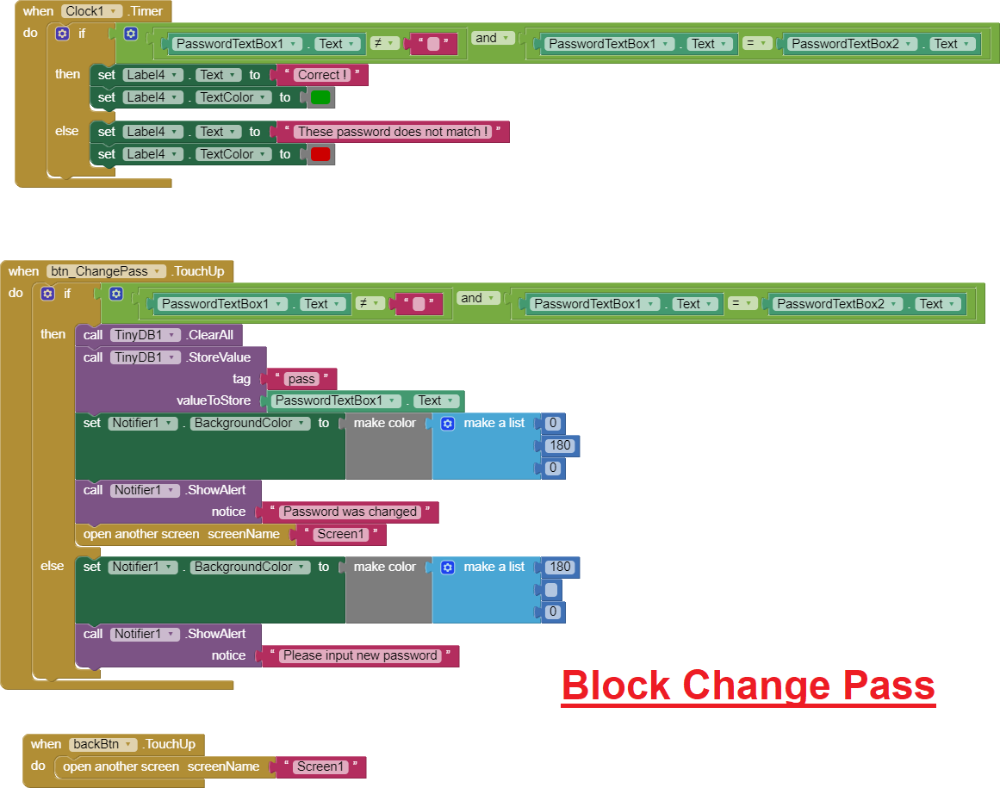 when Clock1 .Timer
do if PasswordTextBox1 . Text ≠ “ ” and PasswordTextBox1 . Text = PasswordTextBox2 . Text
then set Label4 . Text to “ Correct ! ”
set Label4 . TextColor to
else set Label4 . Text to “ These password does not match ! ”
set Label4 . TextColor to
when btn_ChangePass .TouchUp
do if PasswordTextBox1 . Text ≠ “ ” and PasswordTextBox1 . Text = PasswordTextBox2 . Text
then call TinyDB1 .ClearAll
call TinyDB1 .StoreValue
tag “ pass ”
valueToStore PasswordTextBox1 . Text
set Notifier1 . BackgroundColor to make color make a list 0
180
0
call Notifier1 .ShowAlert
notice “ Password was changed ”
open another screen screenName “ Screen1 ”
else set Notifier1 . BackgroundColor to make color make a list 180
0
call Notifier1 .ShowAlert
notice “ Please input new password ”
Block Change Pass
when backBtn .TouchUp
do open another screen screenName “ Screen1 ”